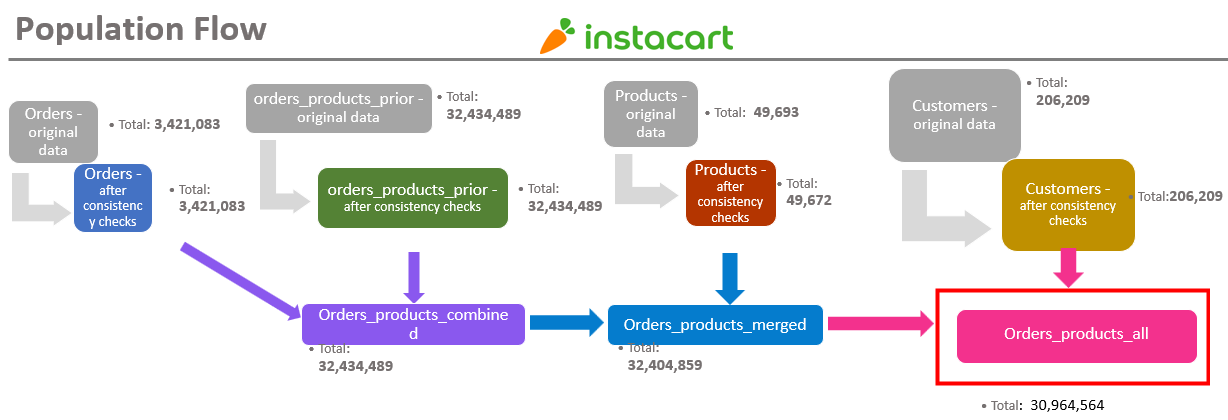 Population Flow
instacart
Orders -
original
data
• Total: 3,421,083
orders_products_prior -
original data
• Total:
32,434,489
Products -
original
data
• Total: 49,693
Customers -
original data
• Total:
206,209
Orders -
after
consistenc
y checks
• Total:
3,421,083
orders_products_prior -
after consistency checks
• Total:
32,434,489
Products -
after
consistency
checks
• Total:
49,672
Customers -
after consistency
checks
• Total:206,209
Orders_products_combine
d
• Total:
32,434,489
Orders_products_merged
• Total:
32,404,859
Orders_products_all
• Total: 30,964,564